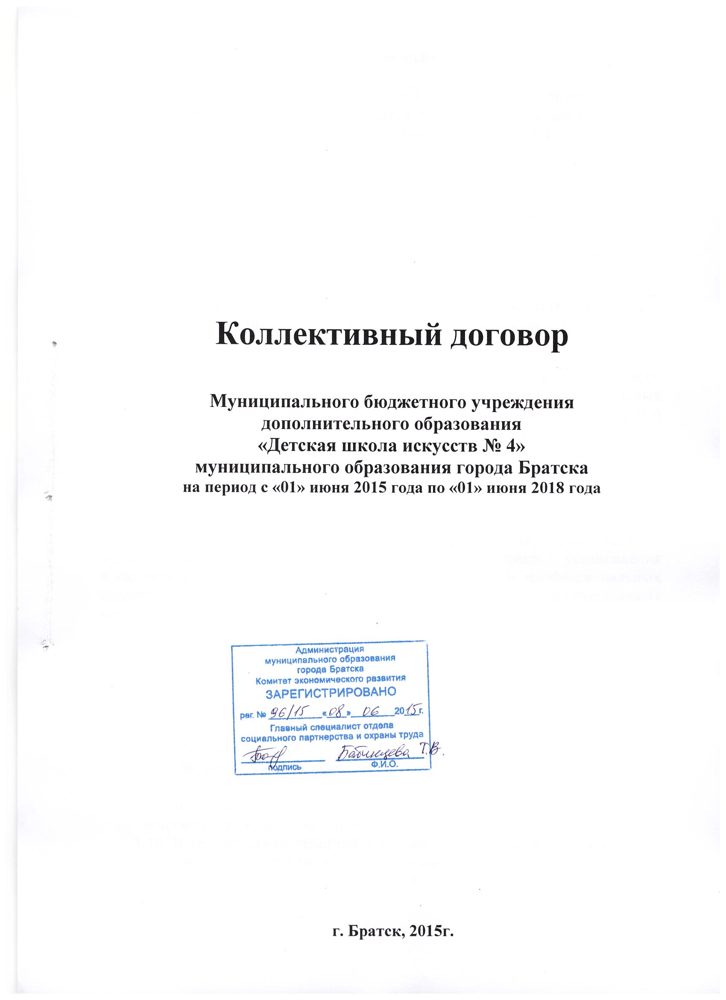 Коллективный договор
Муниципального бюджетного учреждения
дополнительного образования
«Детская школа искусств № 4»
муниципального образования города Братска
на период с «01» июня 2015 года по «01» июня 2018 года
Администрация
муниципального образования
города Братска
Комитет экономического развития
ЗАРЕГИСТРИРОВАНО
рег. № 96/15 «08» 06 2015г.
Главный специалист отдела
социального партнерства и охраны труда
Бабинцева Т.В.
подпись Ф.И.О.
г. Братск, 2015г.